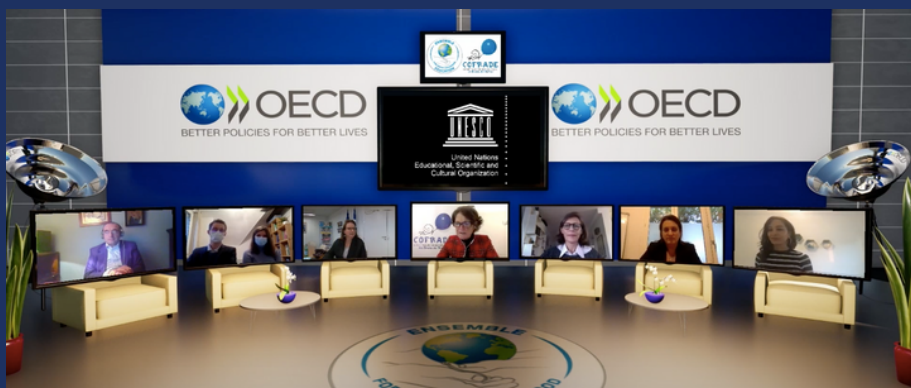 ENSEMBLE
COFRADE
OECD
BETTER POLICIES FOR BETTER LIVES
UNESCO
United Nations
Educational, Scientific and
Cultural Organization
OECD
BETTER POLICIES FOR BETTER LIVES
COFRADE
ENSEMBLE